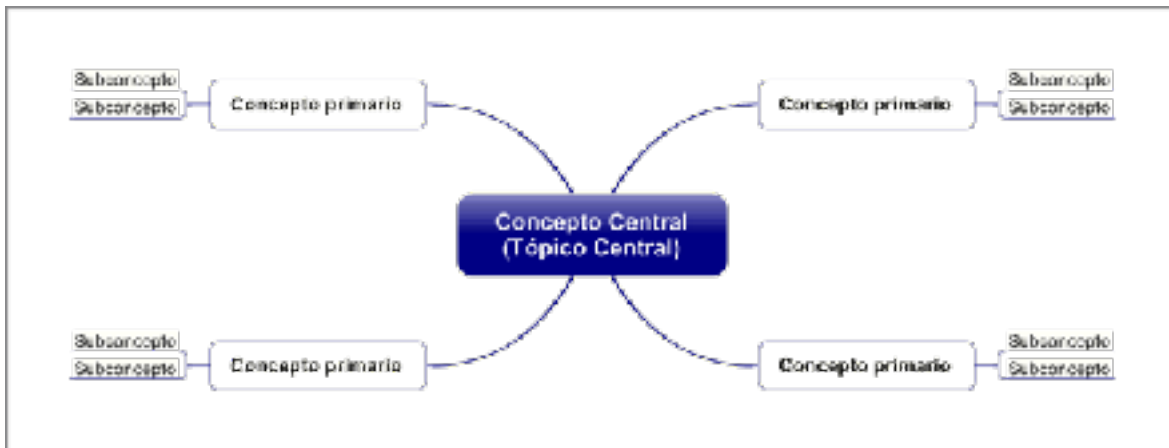 Subconcepto
Subconcepto
Concepto primario
Concepto primario
Subconcepto
Subconcepto
Concepto Central
(Tópico Central)
Subconcepto
Subconcepto
Concepto primario
Concepto primario
Subconcepto
Subconcepto